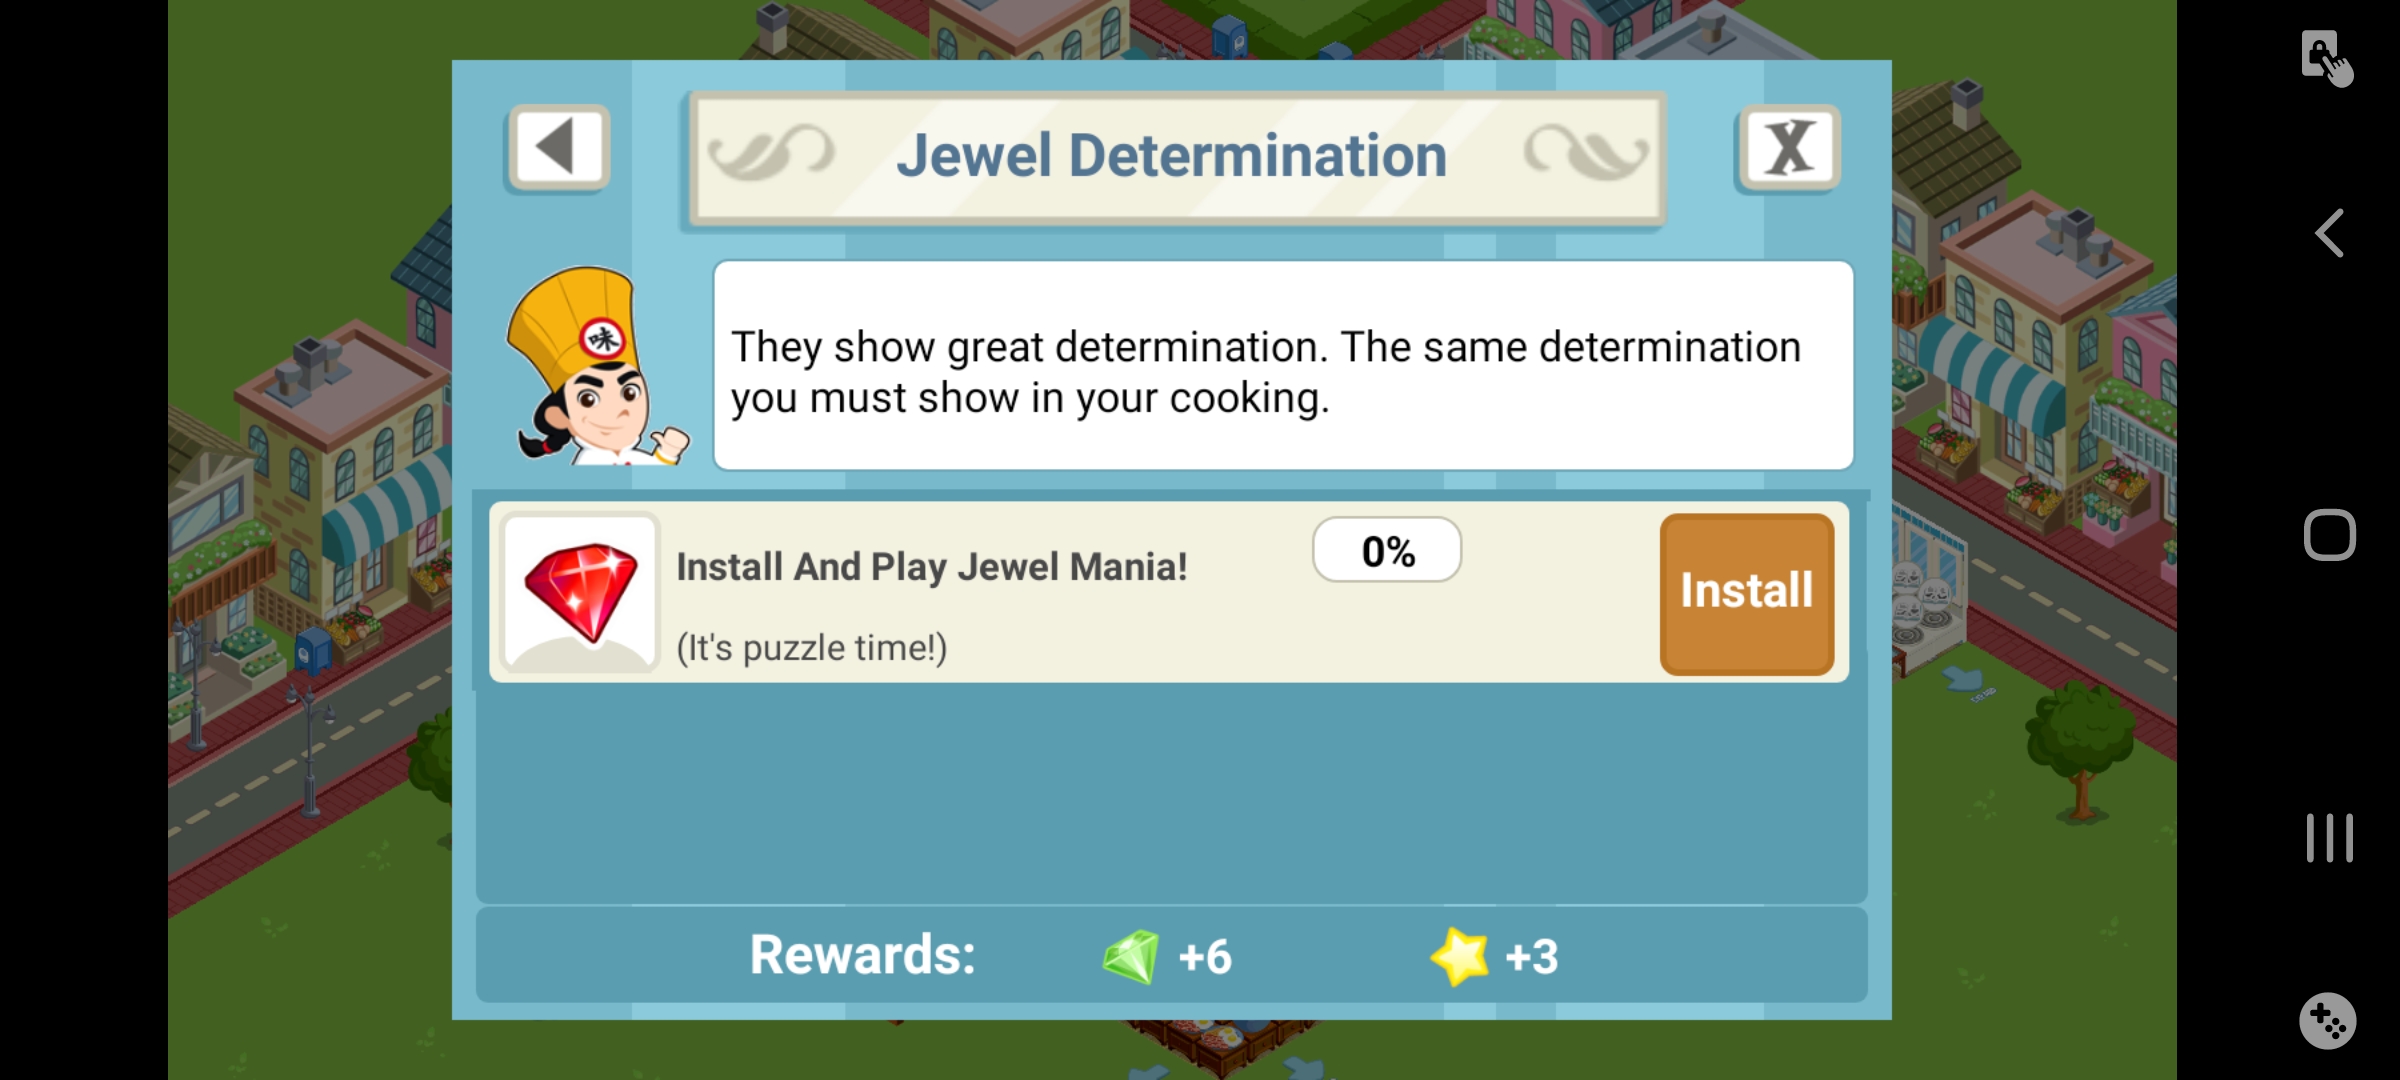 Jewel Determination
X
味
They show great determination. The same determination
you must show in your cooking.
Install And Play Jewel Mania!
0%
Install
(It's puzzle time!)
Rewards:
+6
+3